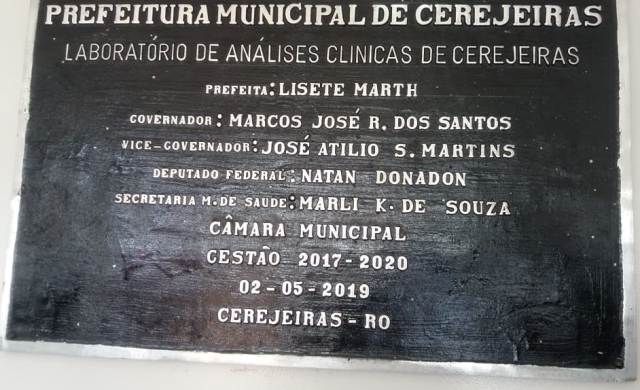 PREFEITURA MUNICIPAL DE CEREJEIRAS
LABORATÓRIO DE ANÁLISES CLINICAS DE CEREJEIRAS
PREFEITA: LISETE MARTH
GOVERNADOR: MARCOS JOSÉ R. DOS SANTOS
VICE-GOVERNADOR: JOSÉ ATILIO S. MARTINS
DEPUTADO FEDERAL: NATAN DONADON
SECRETARIA M. DE SAUDE: MARLI K. DE SOUZA
CÂMARA MUNICIPAL
CESTÃO 2017-2020
02-05-2019
CEREJEIRAS - RO